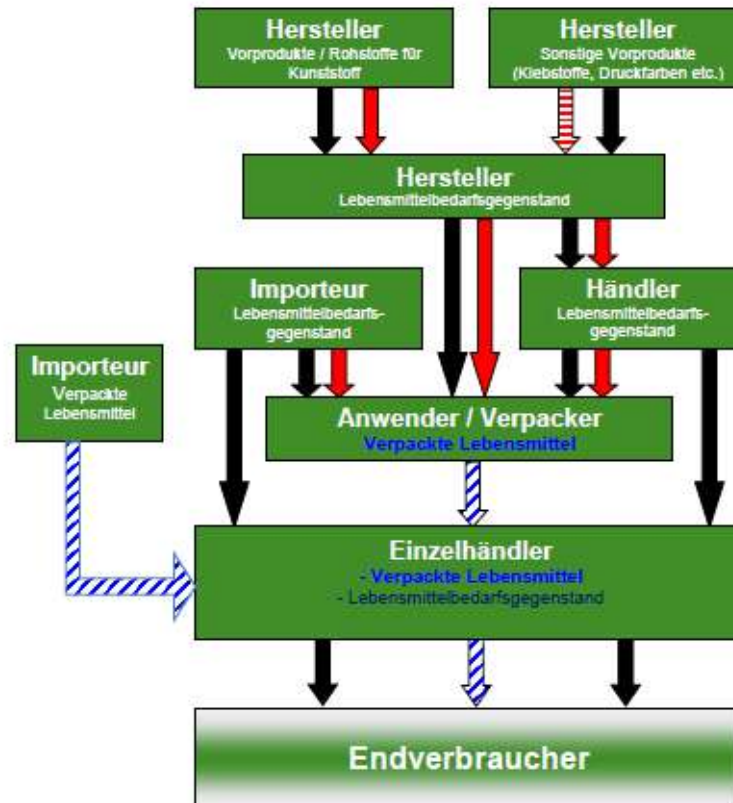 Hersteller
Vorprodukte / Rohstoffe für
Kunststoff
Hersteller
Sonstige Vorprodukte
(Klebstoffe, Druckfarben etc.)
Hersteller
Lebensmittelbedarfsgegenstand
Importeur
Lebensmittelbedarfs-
gegenstand
Händler
Lebensmittelbedarfs-
gegenstand
Importeur
Verpackte
Lebensmittel
Anwender / Verpacker
Verpackte Lebensmittel
Einzelhändler
- Verpackte Lebensmittel
- Lebensmittelbedarfsgegenstand
Endverbraucher